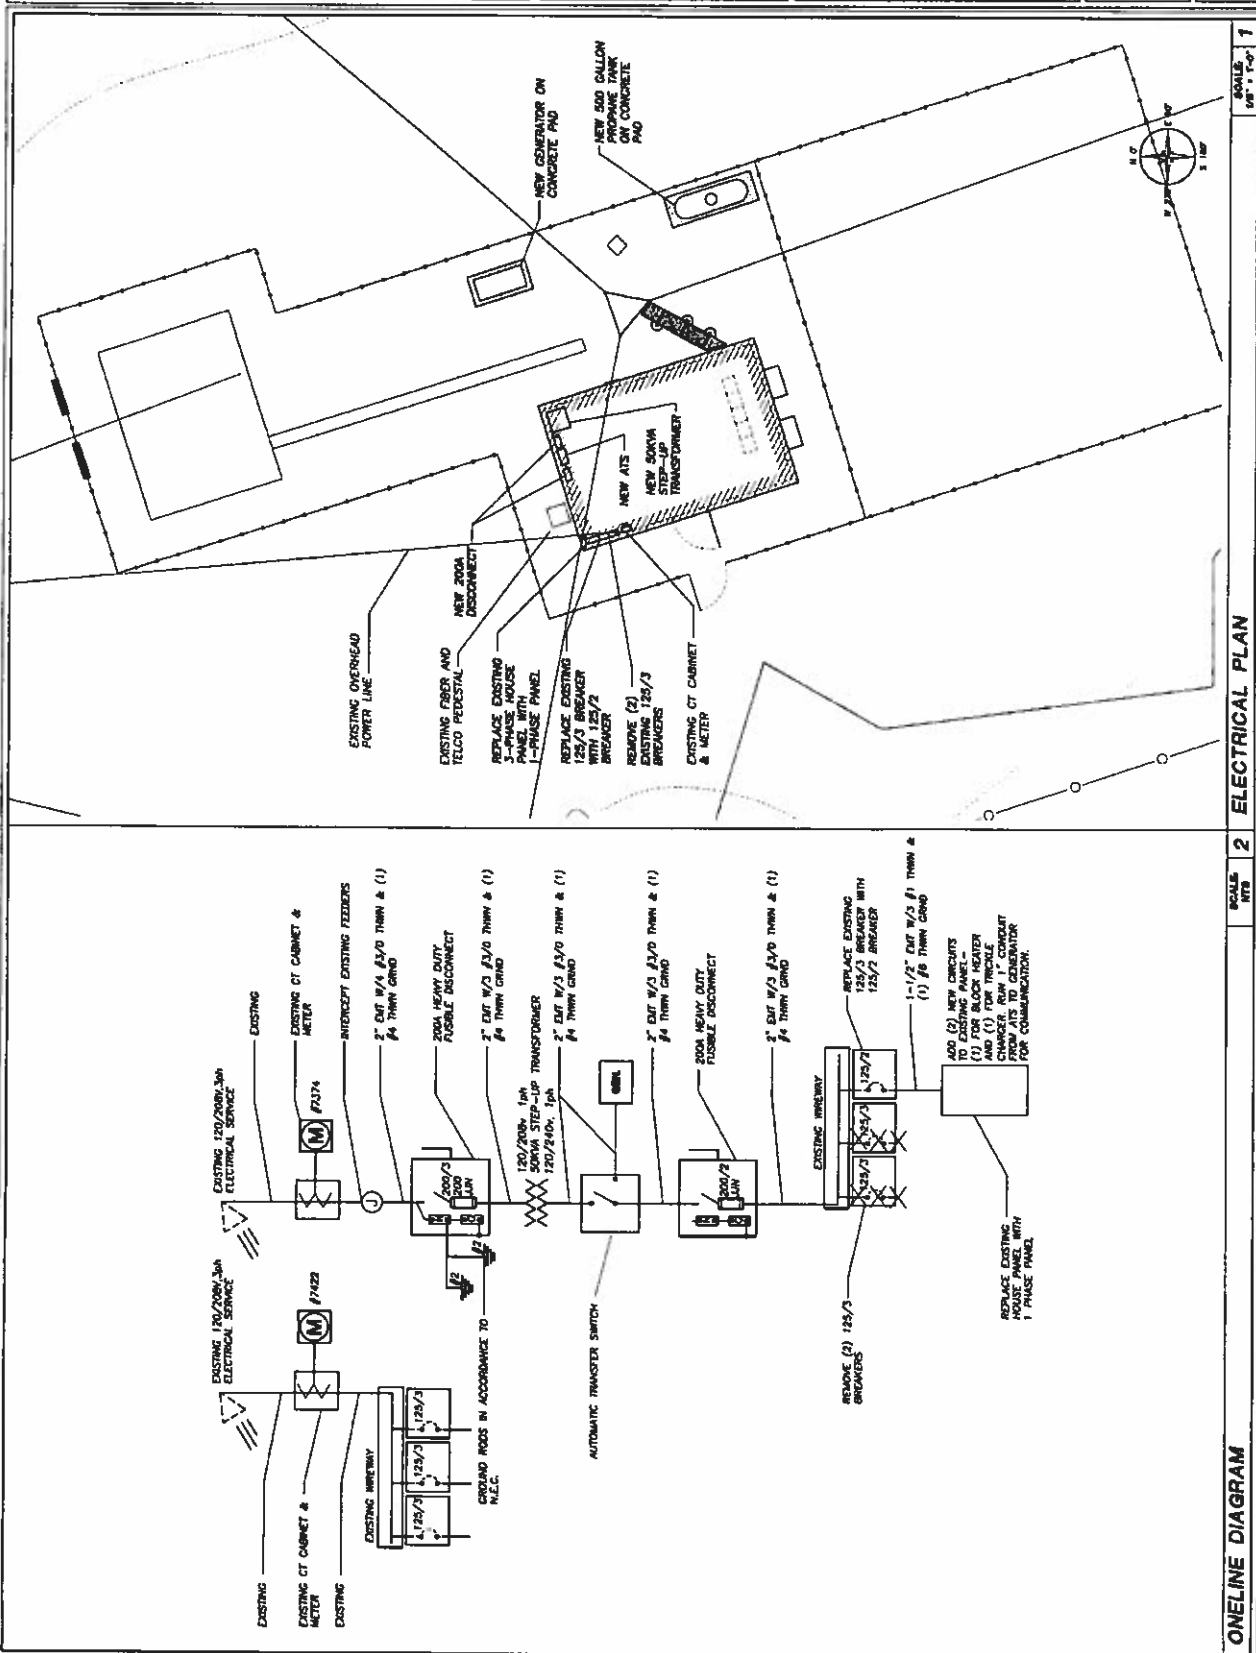 EXISTING 120/208V,3ph
ELECTRICAL SERVICE
EXISTING
EXISTING CT CABINET &
METER
EXISTING
M
#7422
EXISTING WIREWAY
125/3
125/3
125/3
EXISTING 120/208V,3ph
ELECTRICAL SERVICE
EXISTING
EXISTING CT CABINET &
METER
M
#7374
INTERCEPT EXISTING FEEDERS
J
2" EMT W/4 #3/0 THWN & (1)
#4 THWN GRND
200A HEAVY DUTY
FUSIBLE DISCONNECT
200/3
200
#2
#2
GROUND RODS IN ACCORDANCE TO
N.E.C.
2" EMT W/3 #3/0 THWN & (1)
#4 THWN GRND
120/208v 1ph
50KVA STEP-UP TRANSFORMER
120/240v, 1ph
2" EMT W/3 #3/0 THWN & (1)
#4 THWN GRND
GEN.
AUTOMATIC TRANSFER SWITCH
2" EMT W/3 #3/0 THWN & (1)
#4 THWN GRND
200A HEAVY DUTY
FUSIBLE DISCONNECT
200/2
2" EMT W/3 #3/0 THWN & (1)
#4 THWN GRND
EXISTING WIREWAY
125/3
125/3
125/2
REMOVE (2) 125/3
BREAKERS
REPLACE EXISTING
125/3 BREAKER WITH
125/2 BREAKER
1-1/2" EMT W/3 #1 THWN &
(1) #6 THWN GRND
ADD (2) NEW CIRCUITS
TO EXISTING PANEL-
(1) FOR BLOCK HEATER
AND (1) FOR TRICKLE
CHARGER. RUN 1" CONDUIT
FROM ATS TO GENERATOR
FOR COMMUNICATION.
REPLACE EXISTING
HOUSE PANEL WITH
1 PHASE PANEL
ONELINE DIAGRAM
SCALE:
NTS
2
EXISTING OVERHEAD
POWER LINE
EXISTING FIBER AND
TELCO PEDESTAL
NEW 200A
DISCONNECT
REPLACE EXISTING
3-PHASE HOUSE
PANEL WITH
1-PHASE PANEL
REPLACE EXISTING
125/3 BREAKER
WITH 125/2
BREAKER
REMOVE (2)
EXISTING 125/3
BREAKERS
EXISTING CT CABINET
& METER
NEW ATS
NEW 50KVA
STEP-UP
TRANSFORMER
NEW GENERATOR ON
CONCRETE PAD
NEW 500 GALLON
PROPANE TANK
ON CONCRETE
PAD
N 0°
S 180°
ELECTRICAL PLAN
SCALE:
1